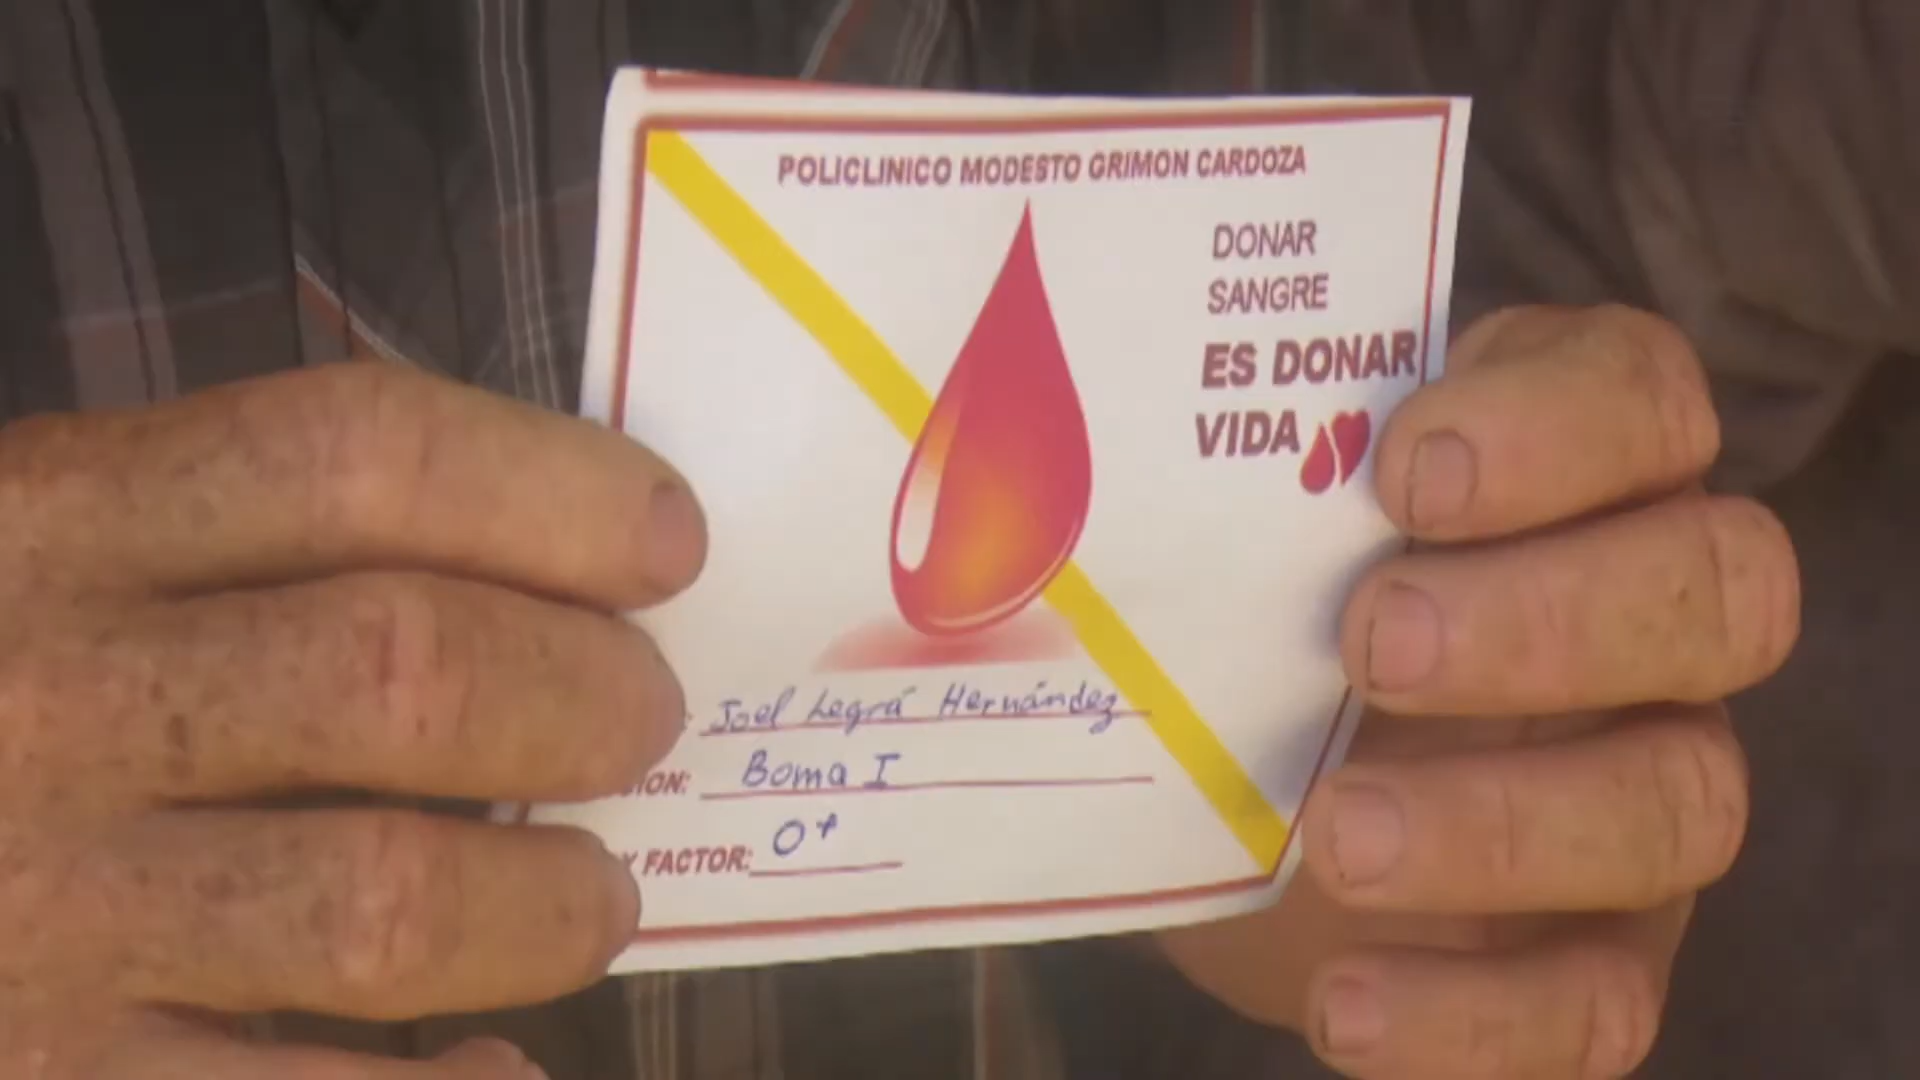 POLICLINICO MODESTO GRIMON CARDOZA
DONAR
SANGRE
ES DONAR
VIDA
: Joel Legrá Hernández
ION: Boma I
Y FACTOR: O+